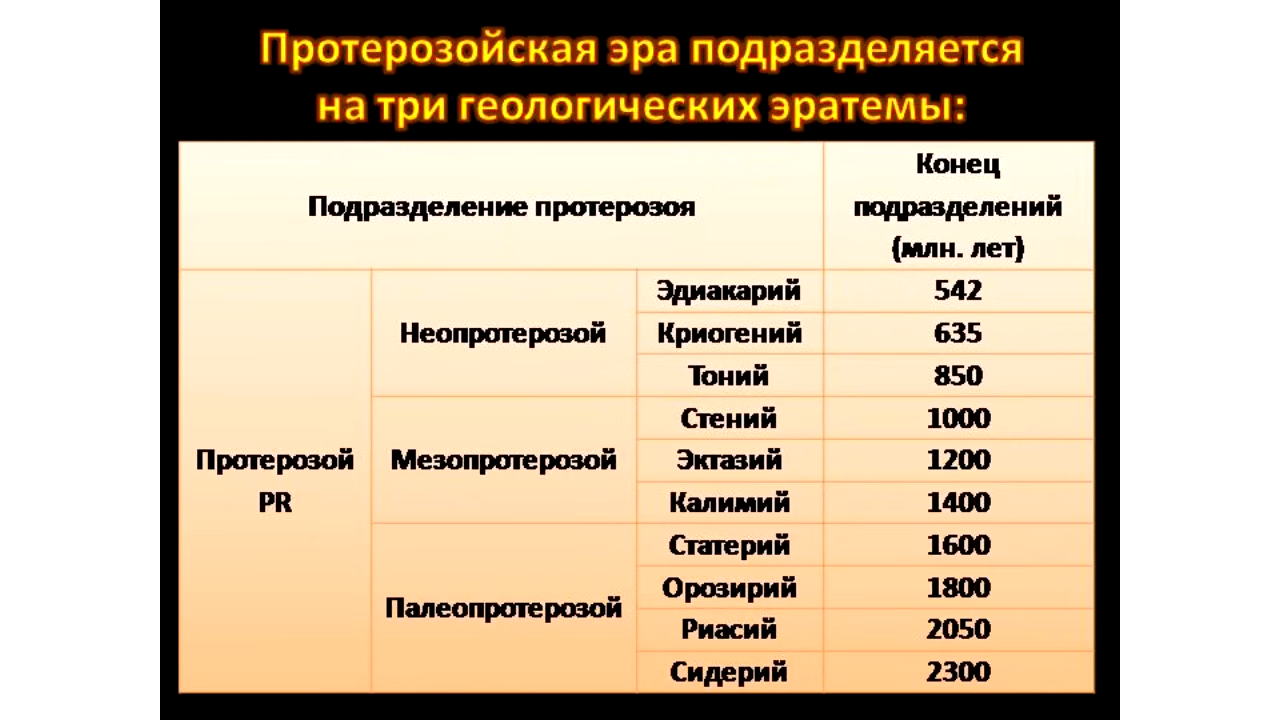 Протерозойская эра подразделяется
на три геологических эратемы:
Подразделение протерозоя
Конец
подразделений
(млн. лет)
Протерозой
PR
Неопротерозой
Эдиакарий 542
Криогений 635
Тоний 850
Мезопротерозой
Стений 1000
Эктазий 1200
Калимий 1400
Палеопротерозой
Статерий 1600
Орозирий 1800
Риасий 2050
Сидерий 2300